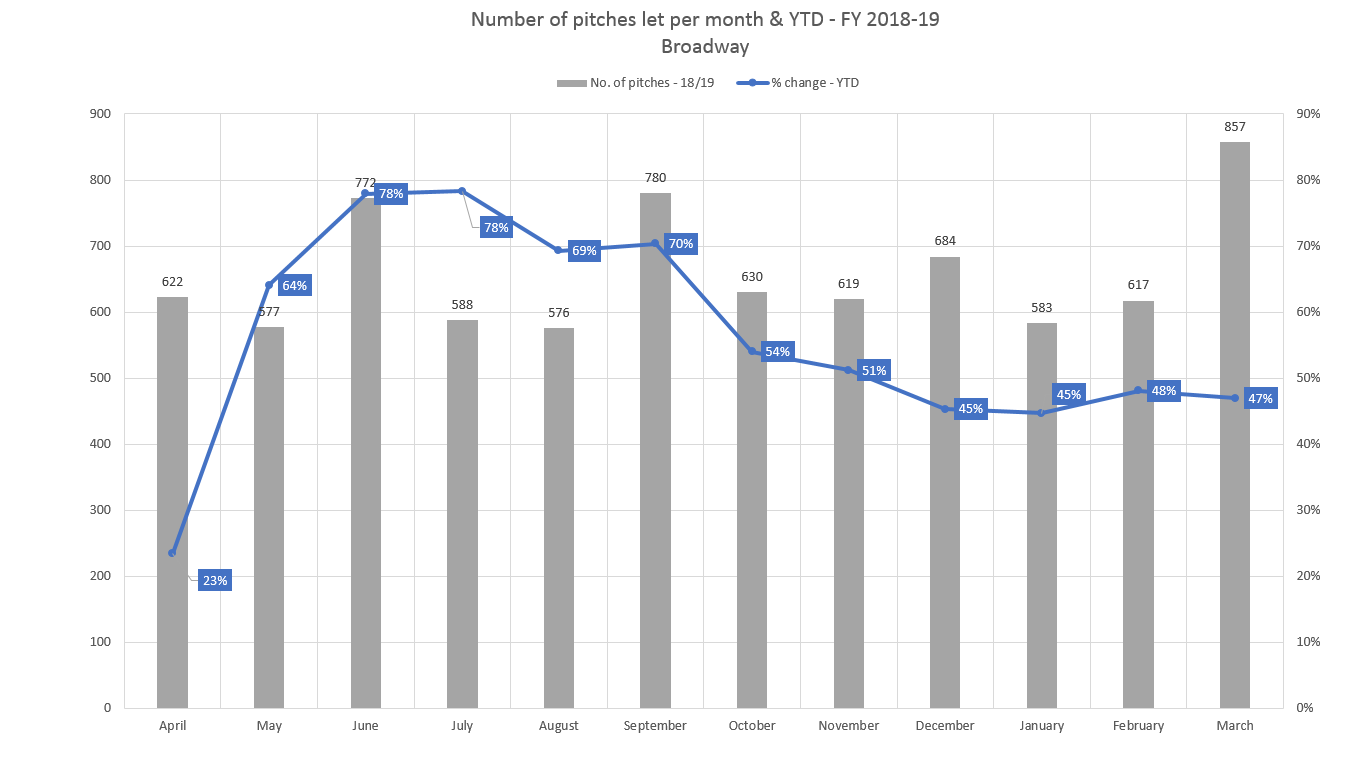 Number of pitches let per month & YTD - FY 2018-19
Broadway
No. of pitches - 18/19 % change - YTD
900 90%
857
800 80%
772 780
78% 78%
700 70%
684
69% 70%
622 64% 577 588 576 630 619 583 617
600 60%
54% 51%
500 50%
45% 45% 48% 47%
400 40%
300 30%
23%
200 20%
100 10%
0 0%
April May June July August September October November December January February March